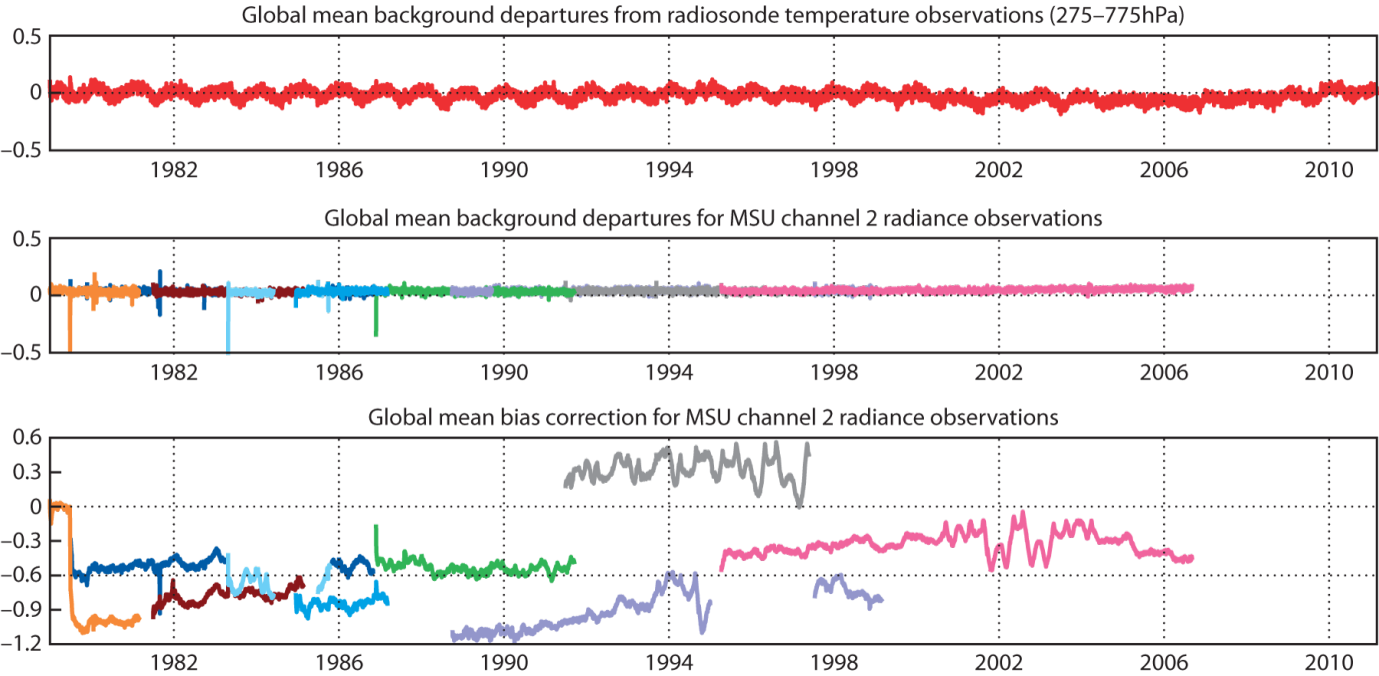 Global mean background departures from radiosonde temperature observations (275–775hPa)
0.5
0
–0.5
1982 1986 1990 1994 1998 2002 2006 2010
Global mean background departures for MSU channel 2 radiance observations
0.5
0
–0.5
1982 1986 1990 1994 1998 2002 2006 2010
Global mean bias correction for MSU channel 2 radiance observations
0.6
0.3
0
–0.3
–0.6
–0.9
–1.2
1982 1986 1990 1994 1998 2002 2006 2010